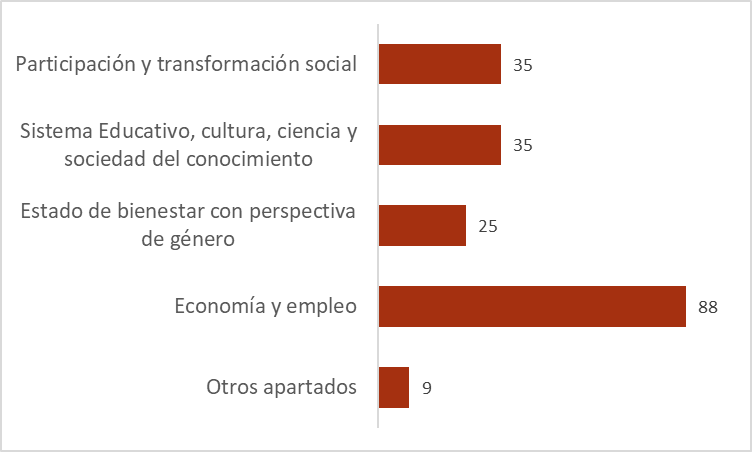 Participación y transformación social
35
Sistema Educativo, cultura, ciencia y
sociedad del conocimiento
35
Estado de bienestar con perspectiva
de género
25
Economía y empleo
88
Otros apartados
9